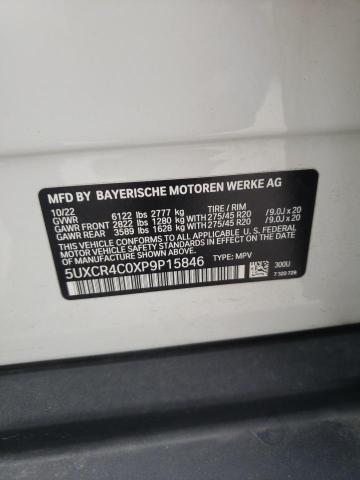 MFD BY BAYERISCHE MOTOREN WERKE AG
10/22 TIRE / RIM
GVWR 6122 lbs 2777 kg
GAWR FRONT 2822 lbs 1280 kg WITH 275/45 R20 /9.0J x 20
GAWR REAR 3589 lbs 1628 kg WITH 275/45 R20 /9.0J x 20
THIS VEHICLE CONFORMS TO ALL APPLICABLE FEDERAL
MOTOR VEHICLE SAFETY STANDARDS IN EFFECT ON THE
DATE OF MANUFACTURE SHOWN ABOVE.
5UXCR4C0XP9P15846 TYPE: MPV 300U